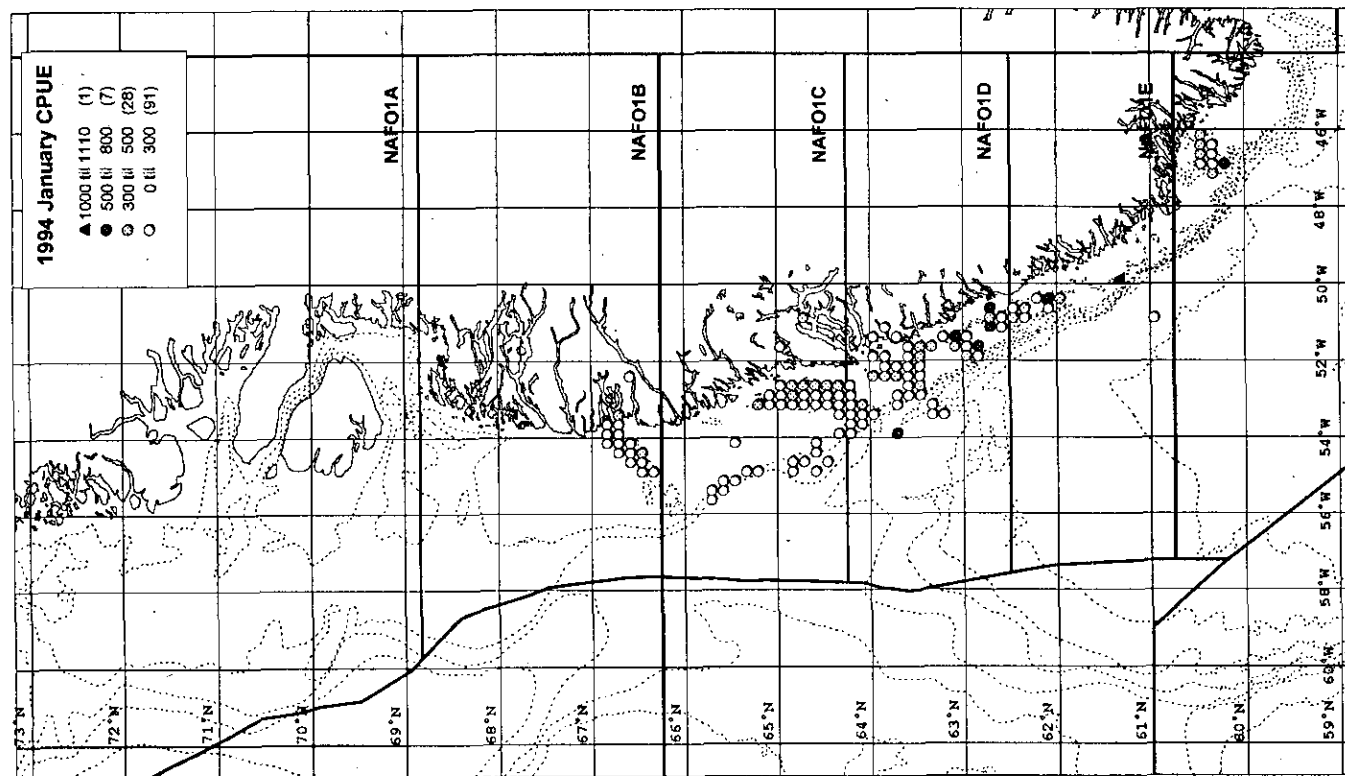 1994 January CPUE
▲ 1000 til 1110 (1)
● 500 til 800 (7)
○ 300 til 500 (28)
○ 0 til 300 (91)
NAFO1A
NAFO1B
NAFO1C
NAFO1D
NAFO1E
73°N
72°N
71°N
70°N
69°N
68°N
67°N
66°N
65°N
64°N
63°N
62°N
61°N
60°N
59°N
60°W
58°W
56°W
54°W
52°W
50°W
48°W
46°W